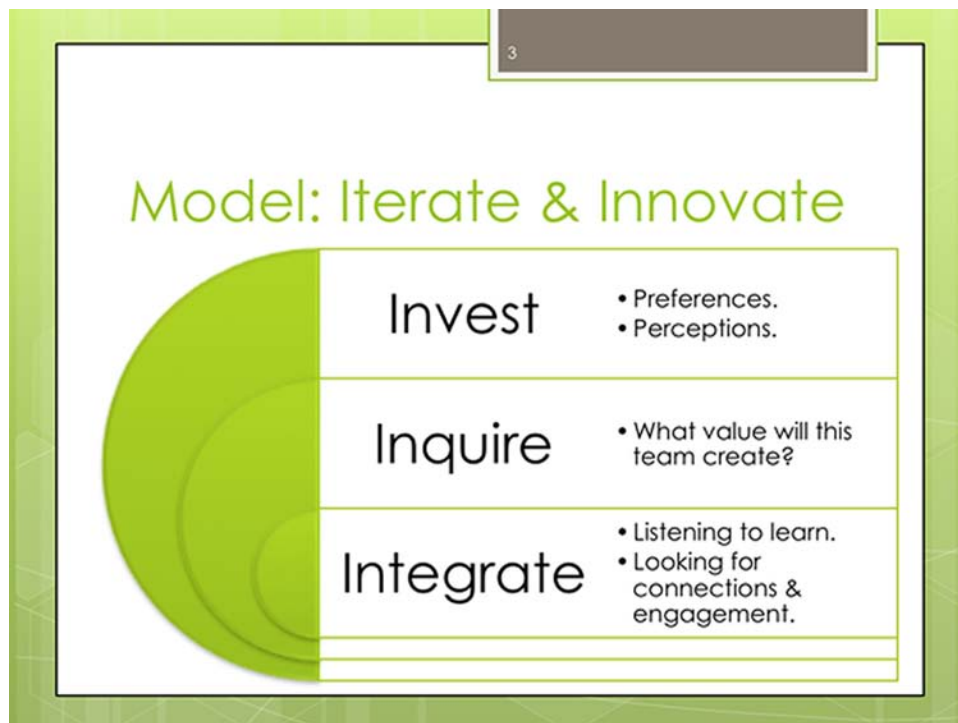 3
Model: Iterate & Innovate
Invest
• Preferences.
• Perceptions.
Inquire
• What value will this
team create?
Integrate
• Listening to learn.
• Looking for
connections &
engagement.